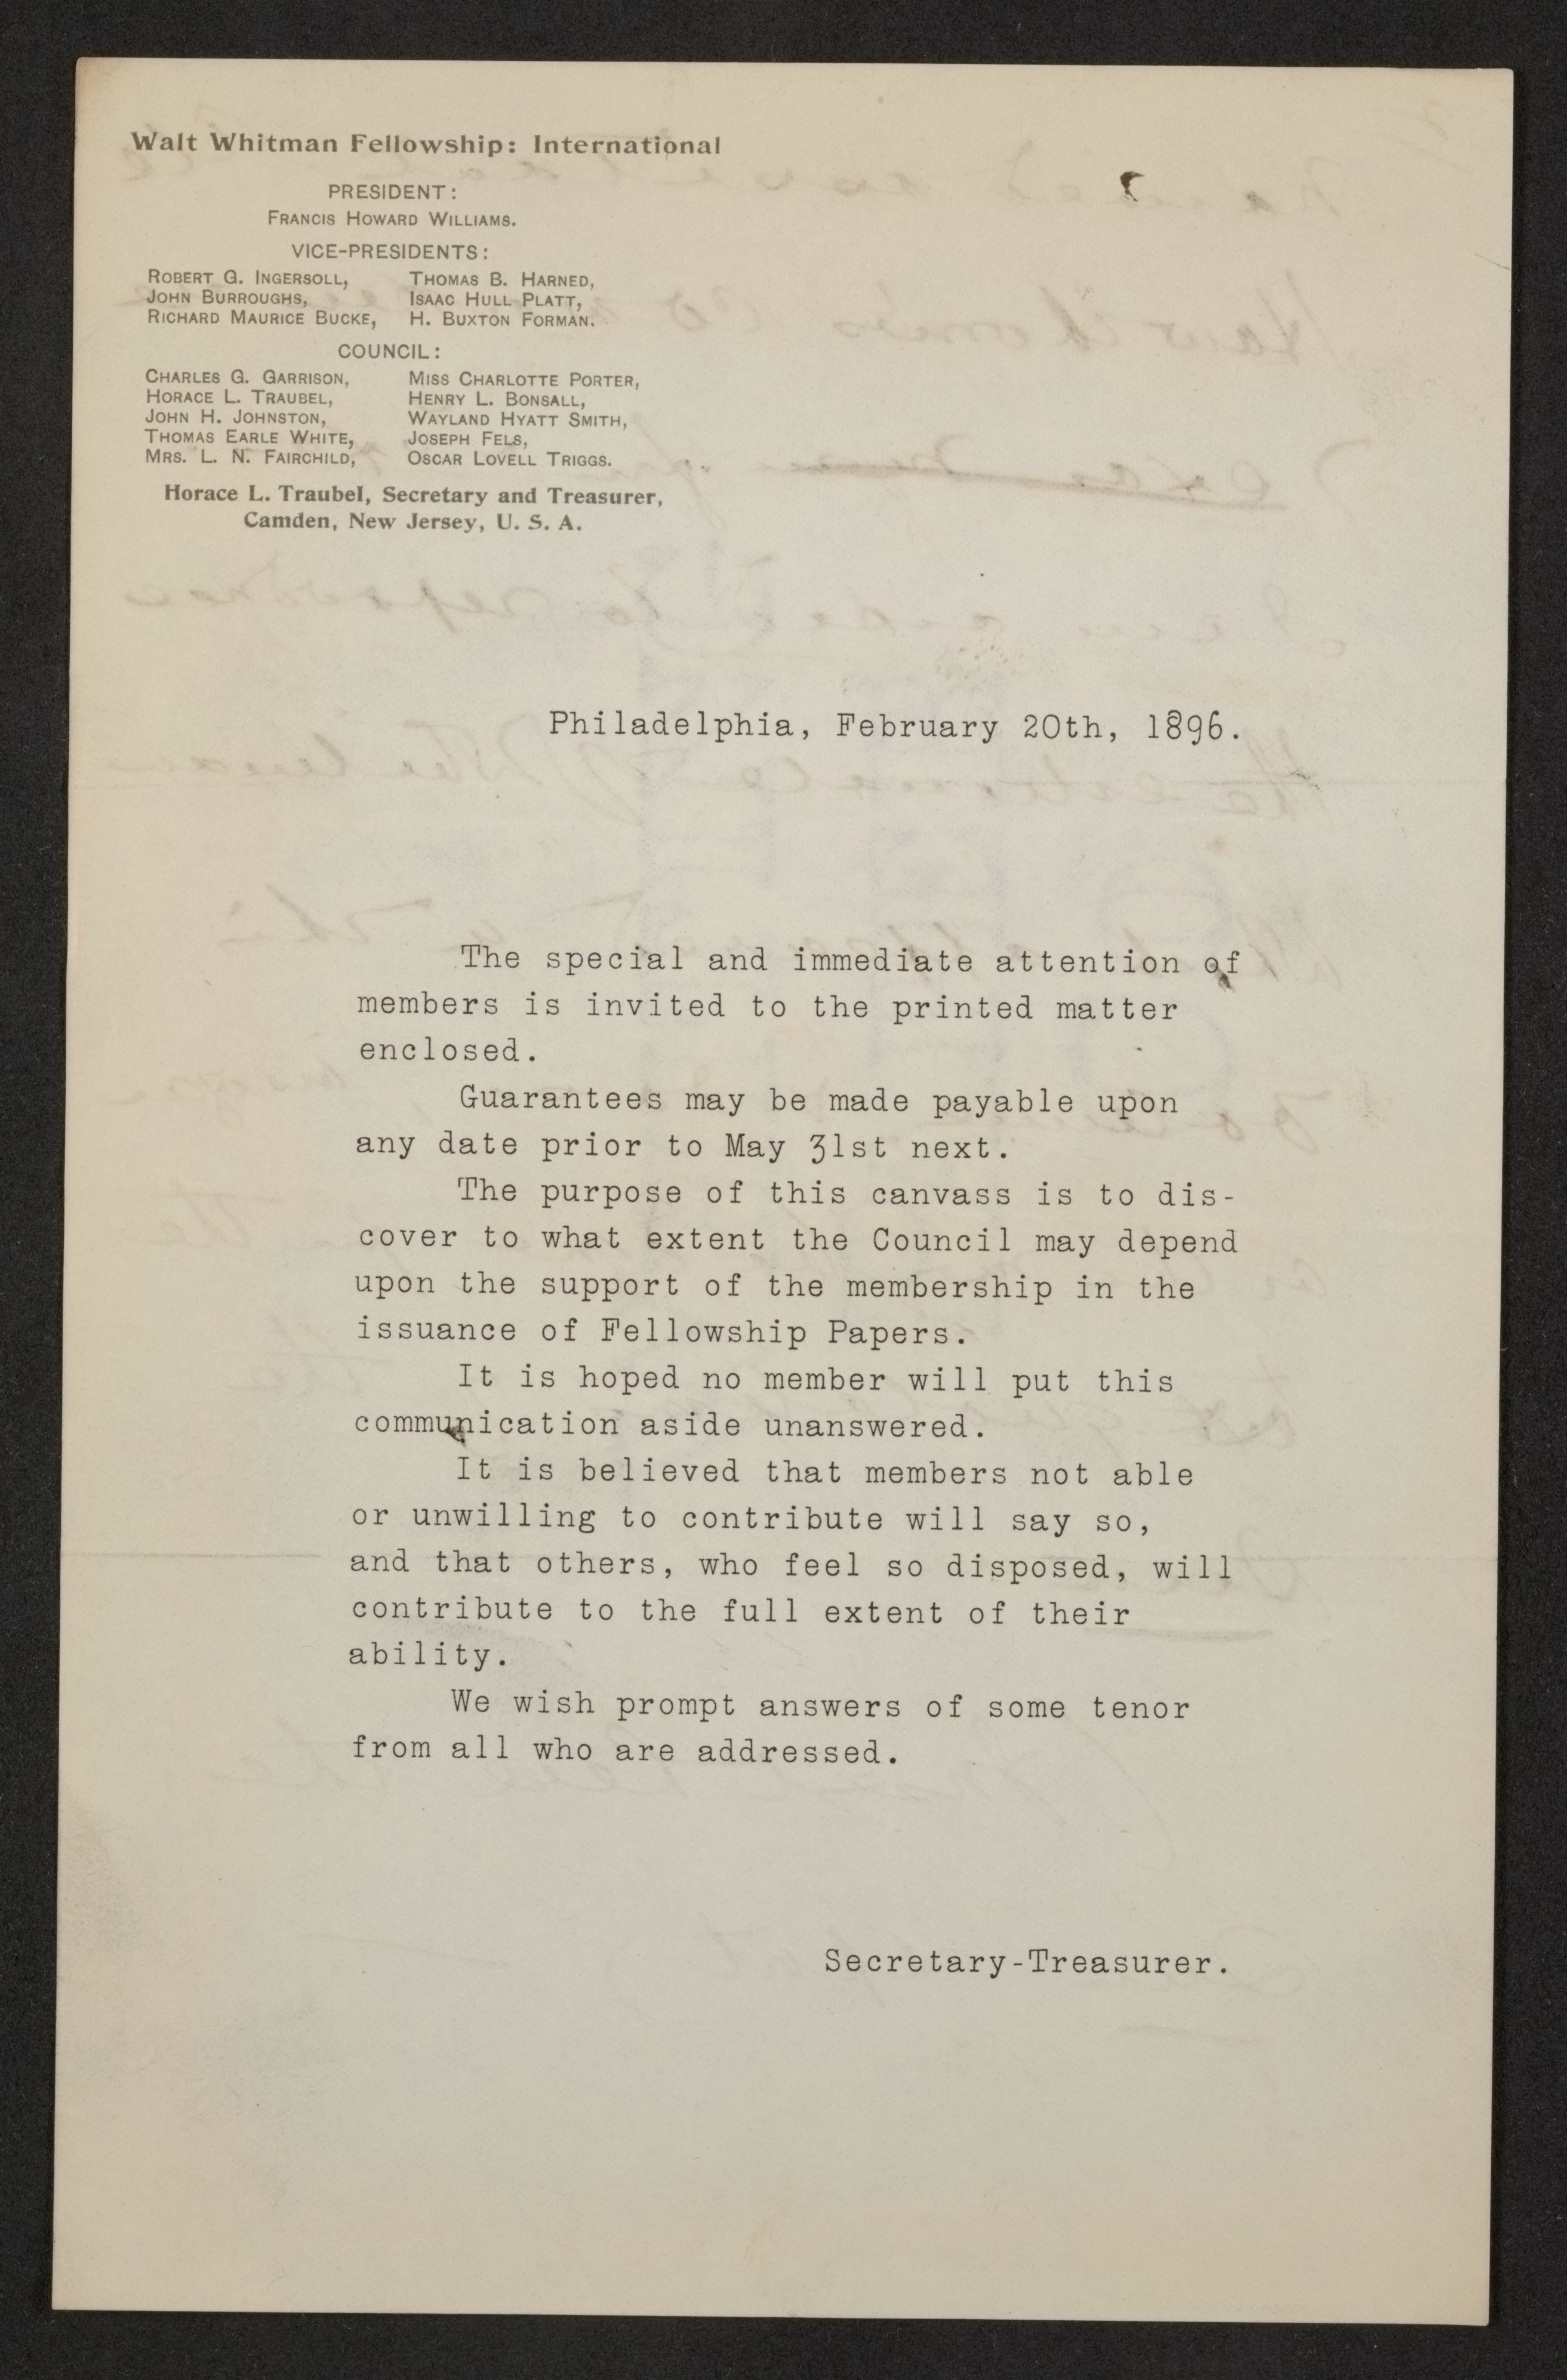 Walt Whitman Fellowship: International
PRESIDENT:
FRANCIS HOWARD WILLIAMS.
VICE-PRESIDENTS:
ROBERT G. INGERSOLL, THOMAS B. HARNED,
JOHN BURROUGHS, ISAAC HULL PLATT,
RICHARD MAURICE BUCKE, H. BUXTON FORMAN.
COUNCIL:
CHARLES G. GARRISON, MISS CHARLOTTE PORTER,
HORACE L. TRAUBEL, HENRY L. BONSALL,
JOHN H. JOHNSTON, WAYLAND HYATT SMITH,
THOMAS EARLE WHITE, JOSEPH FELS,
MRS. L. N. FAIRCHILD, OSCAR LOVELL TRIGGS.
Horace L. Traubel, Secretary and Treasurer,
Camden, New Jersey, U. S. A.
Philadelphia, February 20th, 1896.
The special and immediate attention of
members is invited to the printed matter
enclosed.
Guarantees may be made payable upon
any date prior to May 31st next.
The purpose of this canvass is to dis-
cover to what extent the Council may depend
upon the support of the membership in the
issuance of Fellowship Papers.
It is hoped no member will put this
communication aside unanswered.
It is believed that members not able
or unwilling to contribute will say so,
and that others, who feel so disposed, will
contribute to the full extent of their
ability.
We wish prompt answers of some tenor
from all who are addressed.
Secretary-Treasurer.